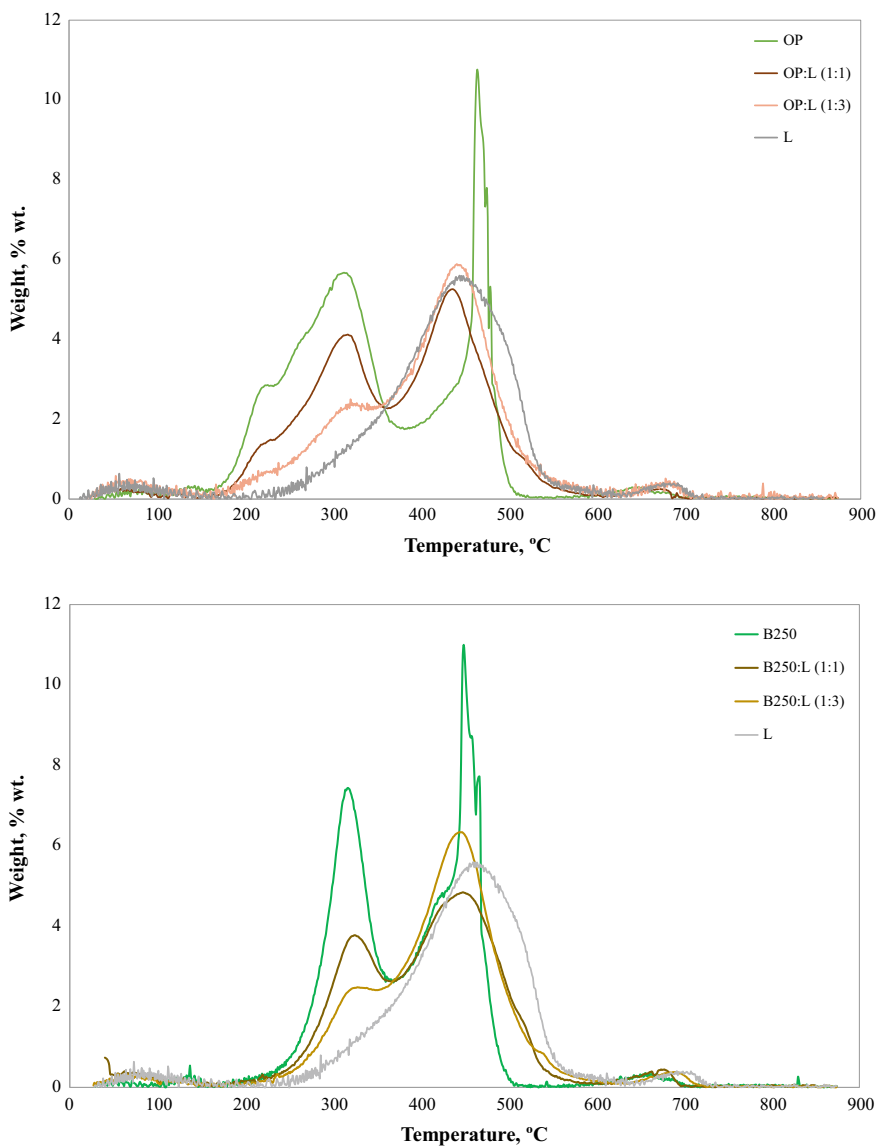 12
10
8
6
4
2
0
Weight, % wt.
OP
OP:L (1:1)
OP:L (1:3)
L
0 100 200 300 400 500 600 700 800 900
Temperature, ºC
12
10
8
6
4
2
0
Weight, % wt.
B250
B250:L (1:1)
B250:L (1:3)
L
0 100 200 300 400 500 600 700 800 900
Temperature, ºC